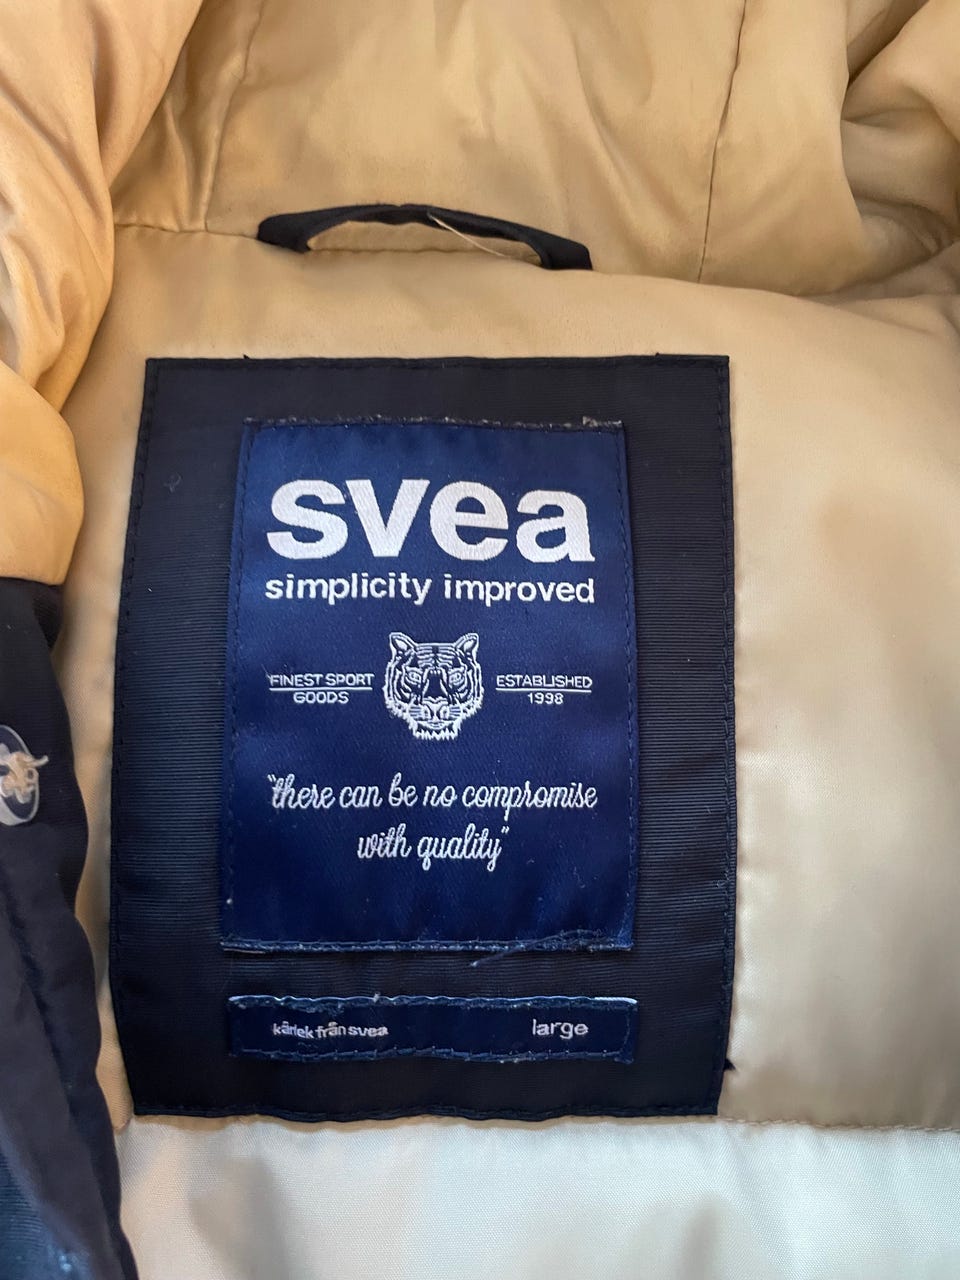 svea
simplicity improved
FINEST SPORT
GOODS
ESTABLISHED
1998
"there can be no compromise
with quality"
kärlek från svea
large